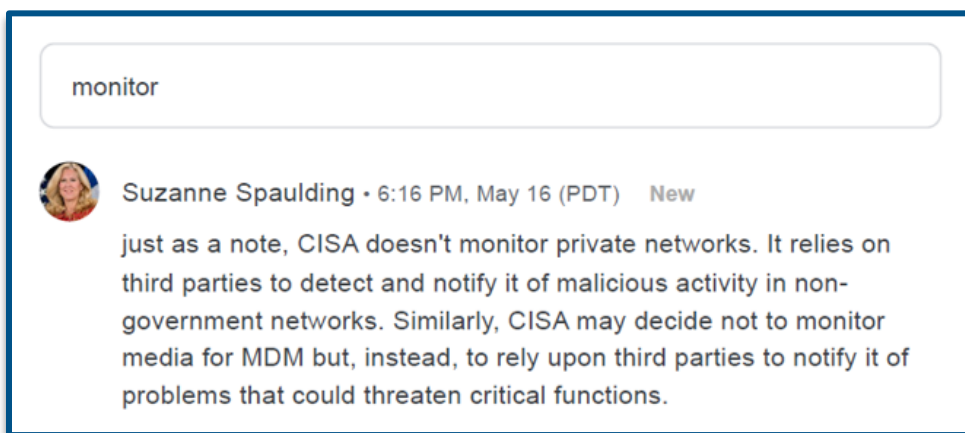 monitor
Suzanne Spaulding • 6:16 PM, May 16 (PDT) New
just as a note, CISA doesn't monitor private networks. It relies on
third parties to detect and notify it of malicious activity in non-
government networks. Similarly, CISA may decide not to monitor
media for MDM but, instead, to rely upon third parties to notify it of
problems that could threaten critical functions.